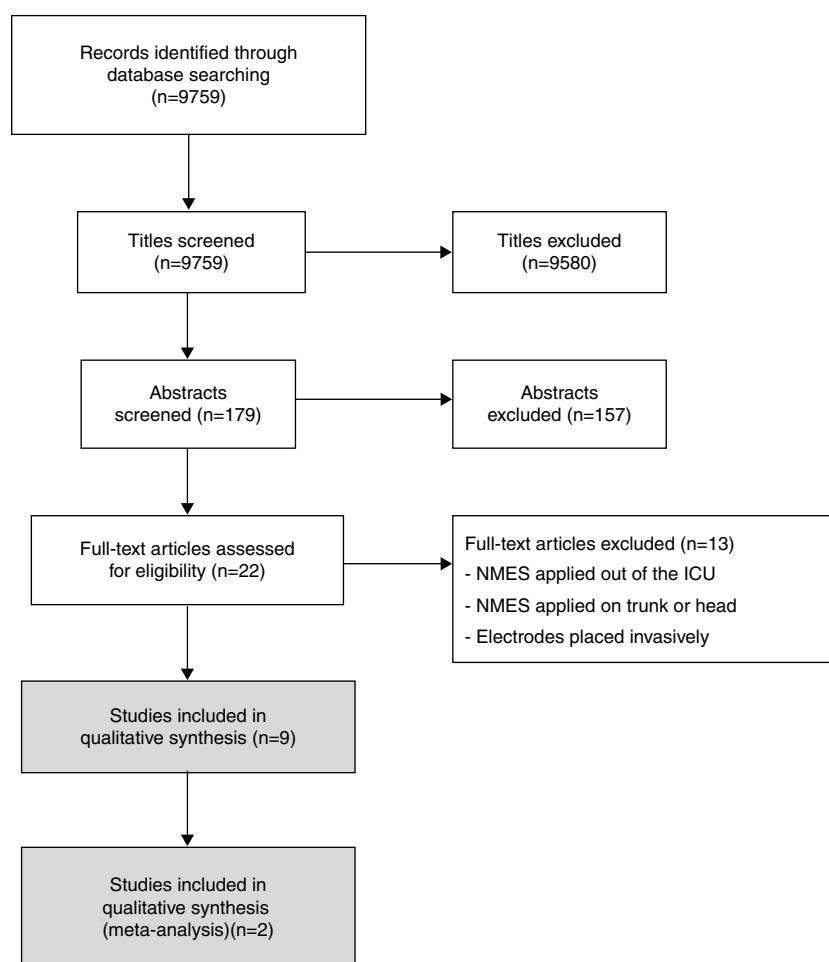 Records identified through
database searching
(n=9759)
Titles screened
(n=9759)
Titles excluded
(n=9580)
Abstracts
screened (n=179)
Abstracts
excluded (n=157)
Full-text articles assessed
for eligibility (n=22)
Full-text articles excluded (n=13)
- NMES applied out of the ICU
- NMES applied on trunk or head
- Electrodes placed invasively
Studies included in
qualitative synthesis (n=9)
Studies included in
qualitative synthesis
(meta-analysis)(n=2)